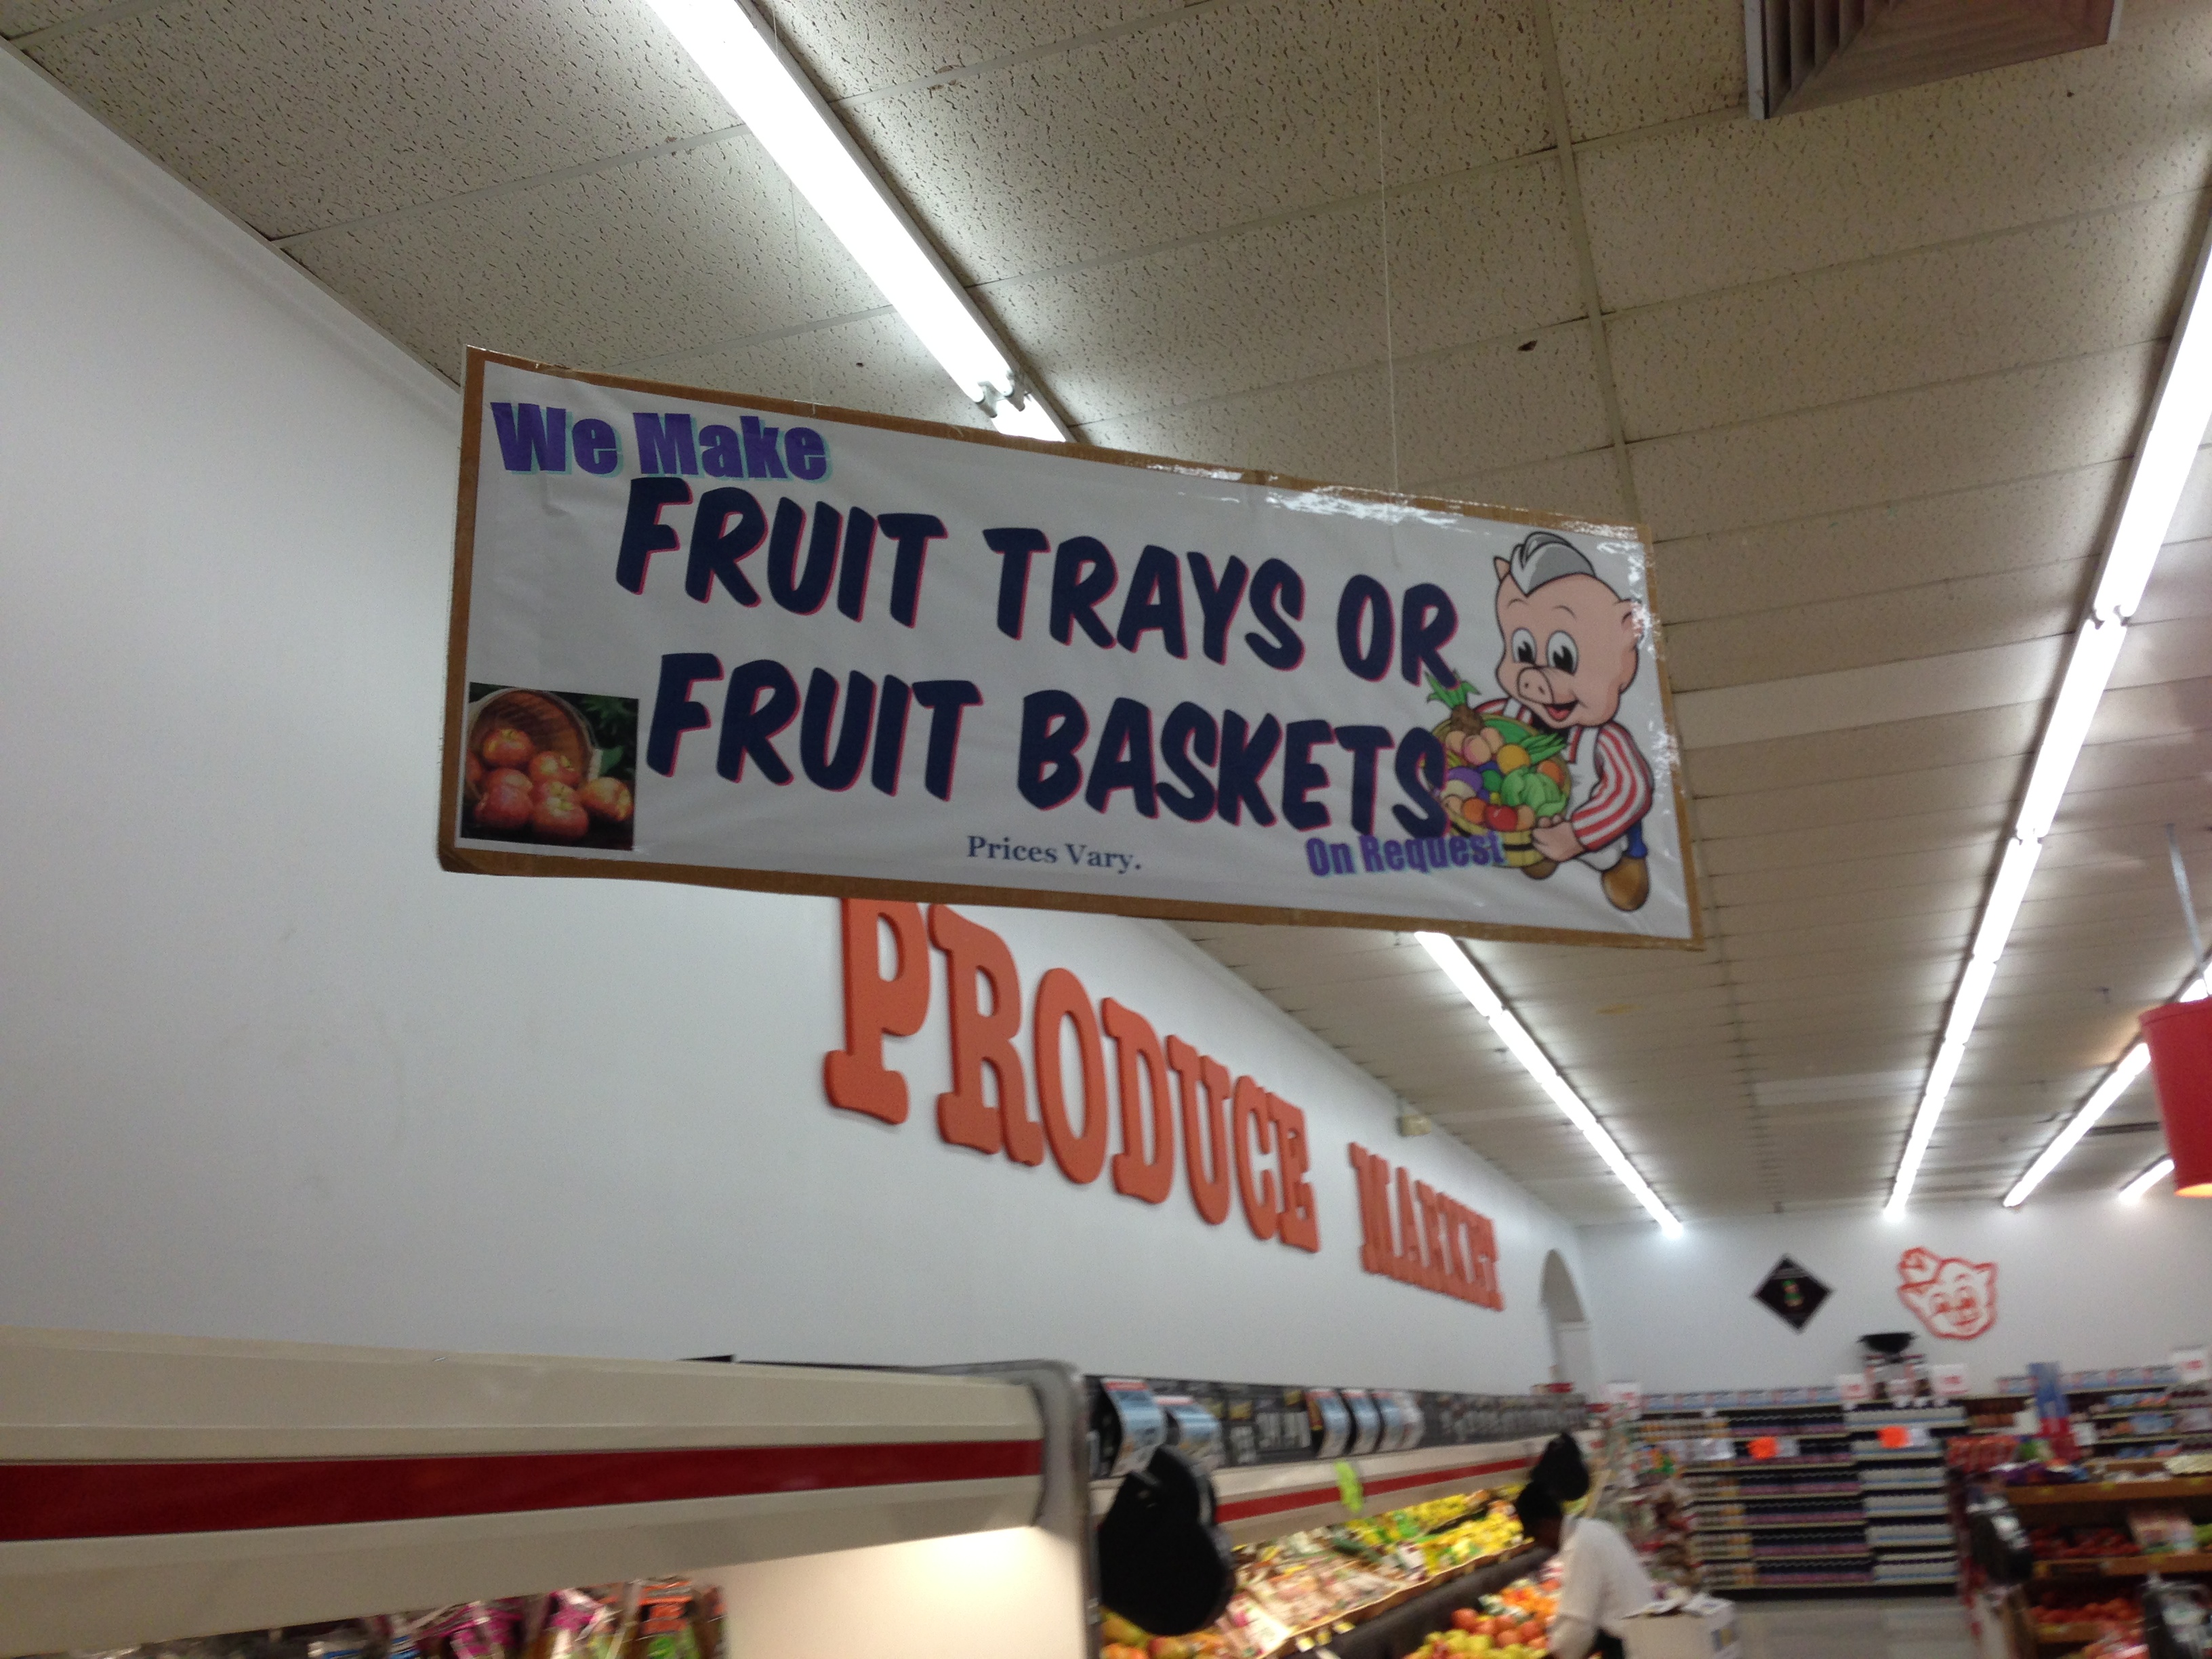 We Make
FRUIT TRAYS OR
FRUIT BASKETS
Prices Vary.
On Request
PRODUCE MARKET